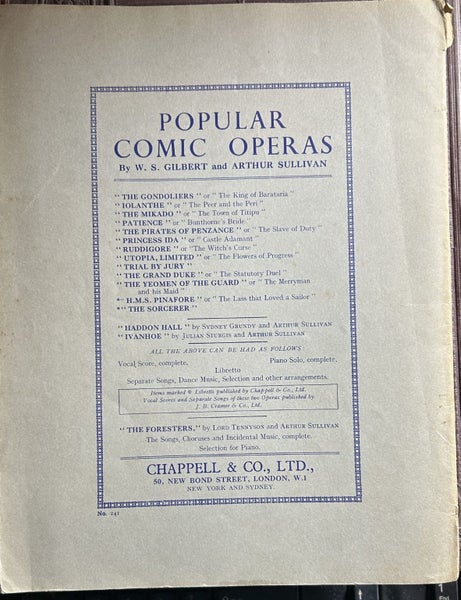 POPULAR
COMIC OPERAS
By W. S. GILBERT and ARTHUR SULLIVAN
"THE GONDOLIERS" or "The King of Barataria"
"IOLANTHE" or "The Peer and the Peri"
"THE MIKADO" or "The Town of Titipu"
"PATIENCE" or "Bunthorne's Bride."
"THE PIRATES OF PENZANCE" or "The Slave of Duty"
"PRINCESS IDA" or "Castle Adamant"
"RUDDIGORE" or "The Witch's Curse"
"UTOPIA, LIMITED" or "The Flowers of Progress"
"TRIAL BY JURY"
"THE GRAND DUKE" or "The Statutory Duel"
"THE YEOMEN OF THE GUARD" or "The Merryman
and his Maid"
*"H.M.S. PINAFORE" or "The Lass that Loved a Sailor"
*"THE SORCERER"
"HADDON HALL" by SYDNEY GRUNDY and ARTHUR SULLIVAN
"IVANHOE" by JULIAN STURGIS and ARTHUR SULLIVAN
ALL THE ABOVE CAN BE HAD AS FOLLOWS:
Vocal Score, complete. Piano Solo, complete.
Libretto
Separate Songs, Dance Music, Selection and other arrangements.
Items marked * Libretti published by Chappell & Co., Ltd.
Vocal Scores and Separate Songs of these two Operas published by
J. B. Cramer & Co., Ltd.
"THE FORESTERS," by LORD TENNYSON and ARTHUR SULLIVAN
The Songs, Choruses and Incidental Music, complete.
Selection for Piano.
CHAPPELL & CO., LTD.,
50, NEW BOND STREET, LONDON, W.1
NEW YORK AND SYDNEY.
No. 241